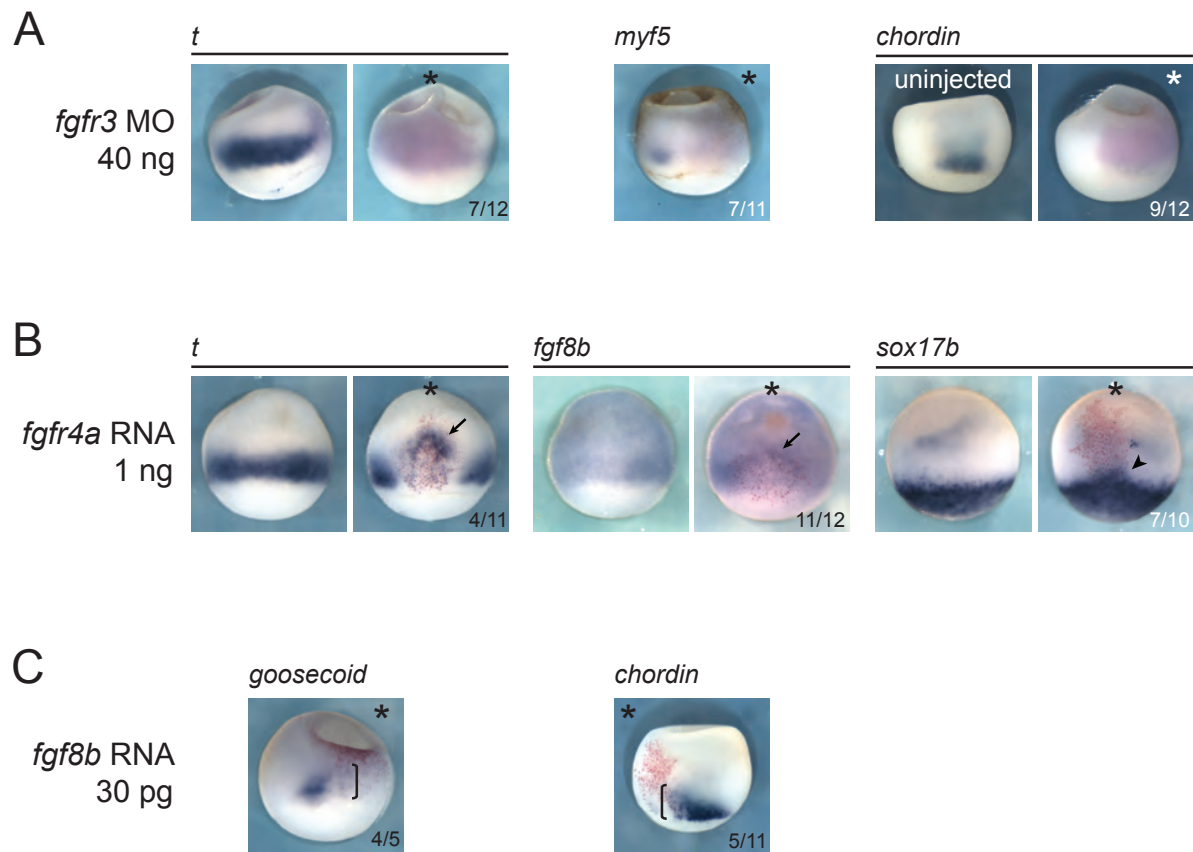 A
t
myf5
chordin
fgfr3 MO
40 ng
*
7/12
*
7/11
uninjected
*
9/12
B
t
fgf8b
sox17b
fgfr4a RNA
1 ng
*
4/11
*
11/12
*
7/10
C
goosecoid
chordin
fgf8b RNA
30 pg
*
4/5
*
5/11